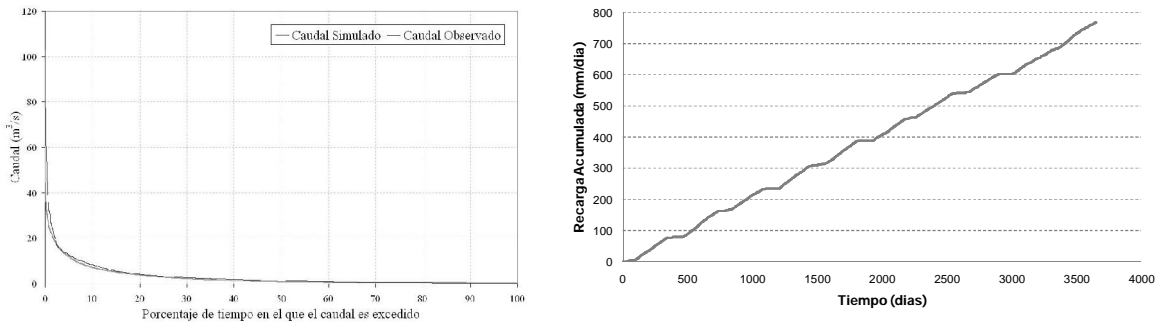 120
100
80
60
40
20
0
Caudal (m³/s)
Caudal Simulado
Caudal Observado
0 10 20 30 40 50 60 70 80 90 100
Porcentaje de tiempo en el que el caudal es excedido
800
700
600
500
400
300
200
100
0
Recarga Acumulada (mm/dia)
0 500 1000 1500 2000 2500 3000 3500 4000
Tiempo (dias)